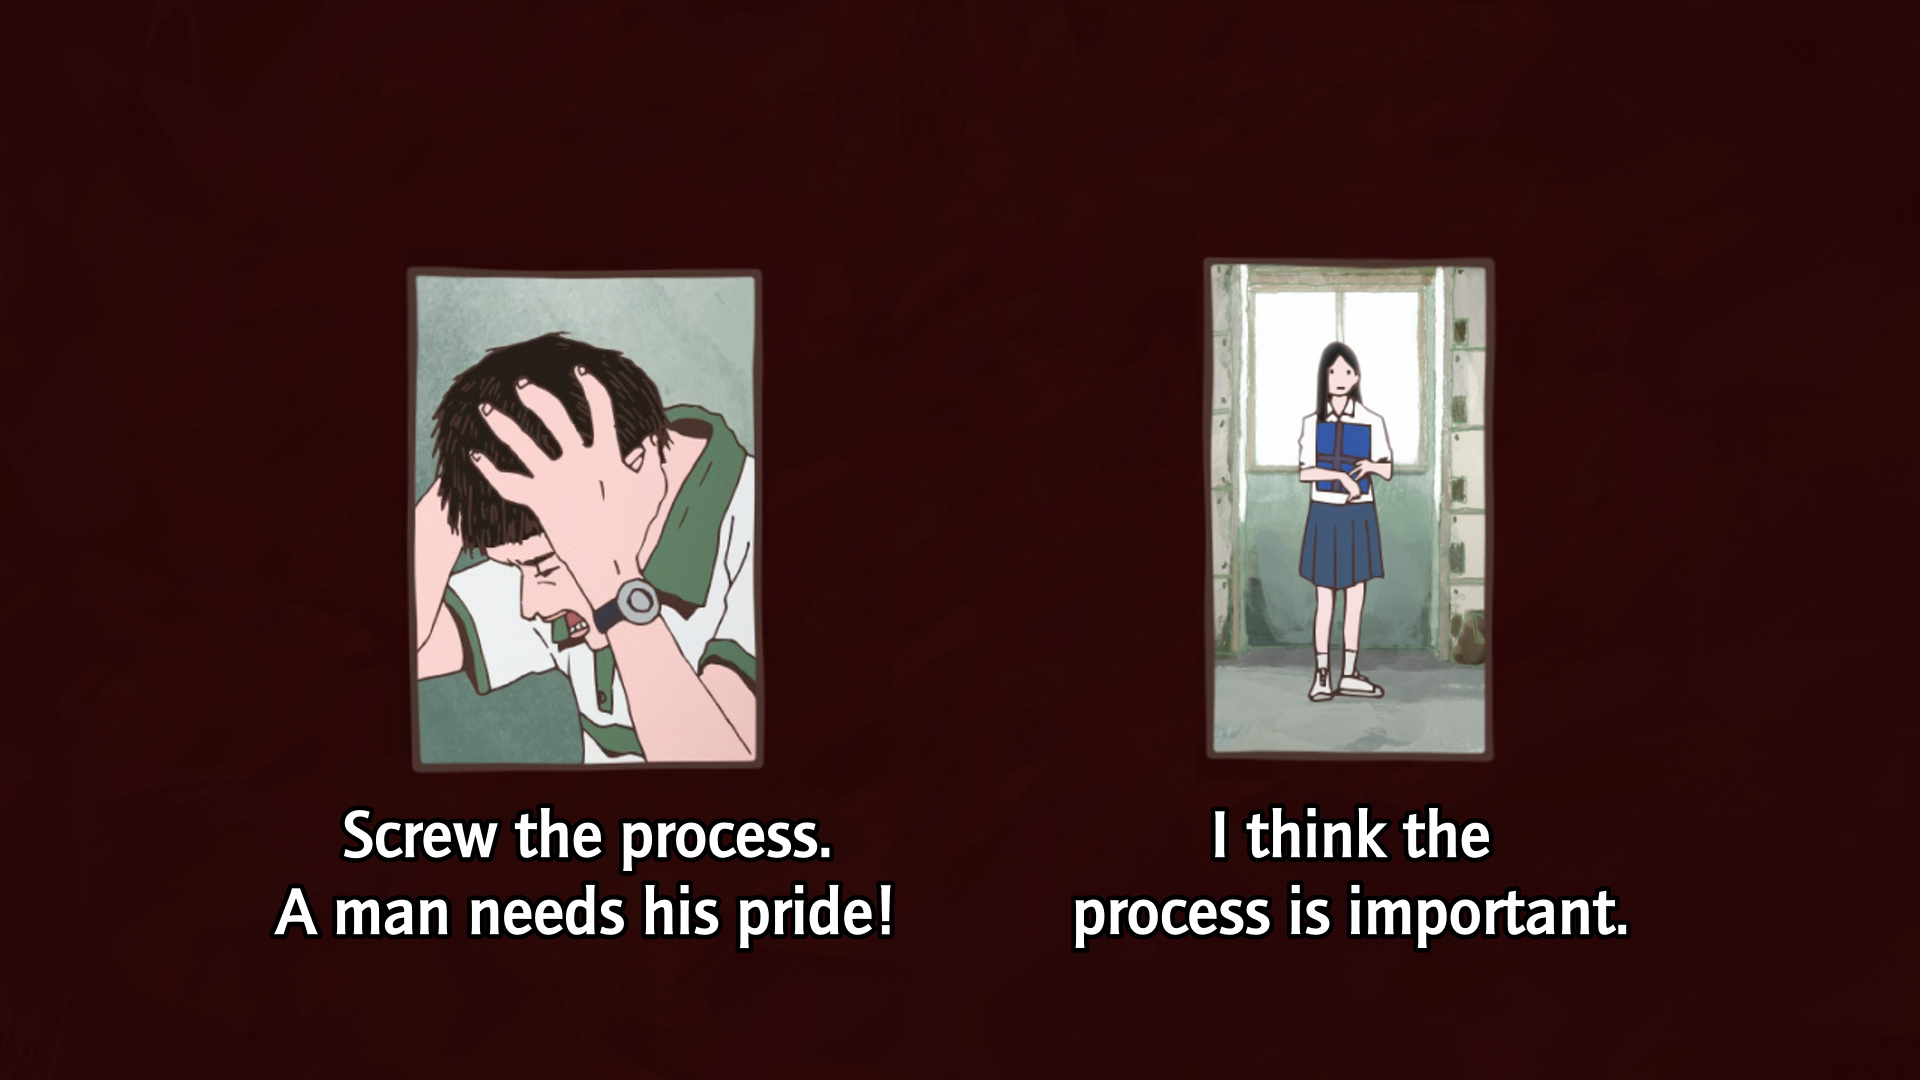 Screw the process.
A man needs his pride!
I think the
process is important.